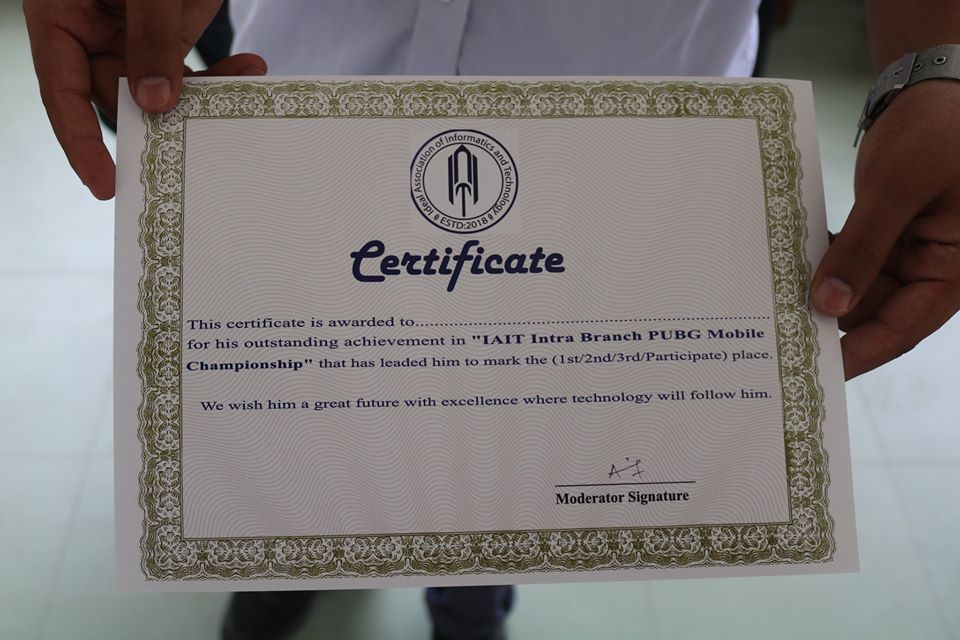 Ideal Association of Informatics and Technology
ESTD:2018
Certificate
This certificate is awarded to..............................................................................
for his outstanding achievement in "IAIT Intra Branch PUBG Mobile
Championship" that has leaded him to mark the (1st/2nd/3rd/Participate) place.
We wish him a great future with excellence where technology will follow him.
Moderator Signature